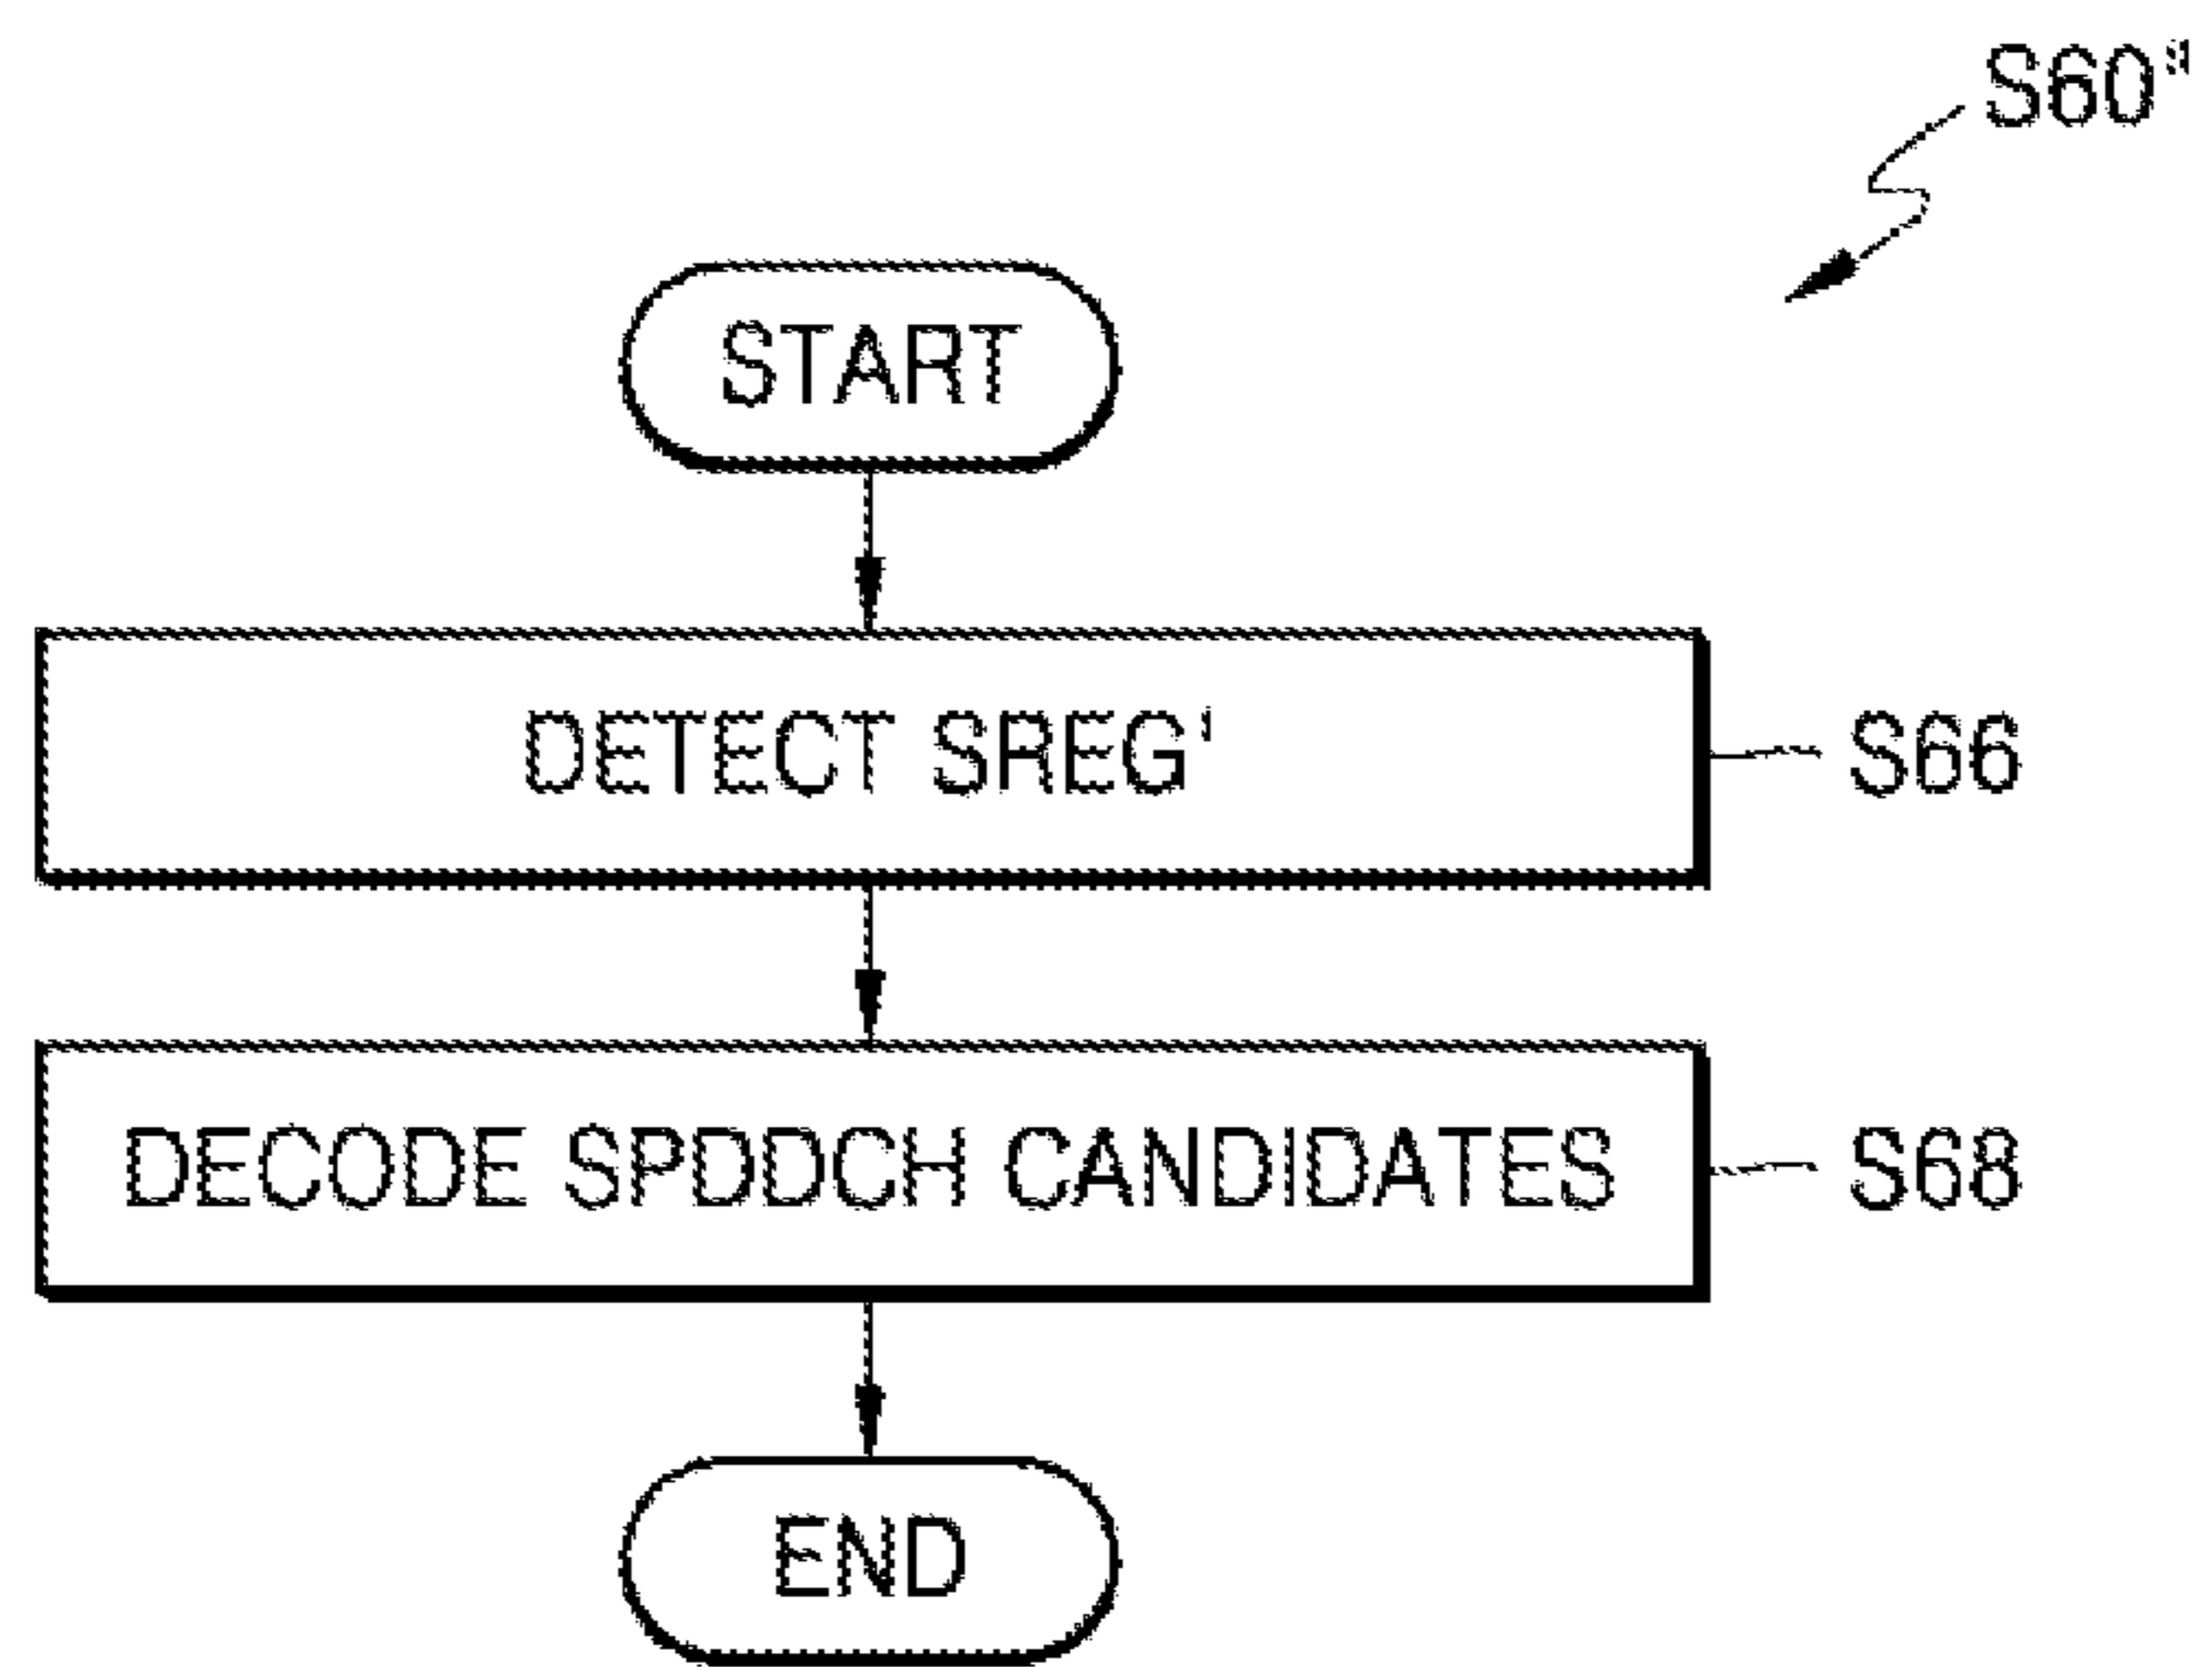 S60"
START
DETECT SREG'
S66
DECODE SPDDCH CANDIDATES
S68
END